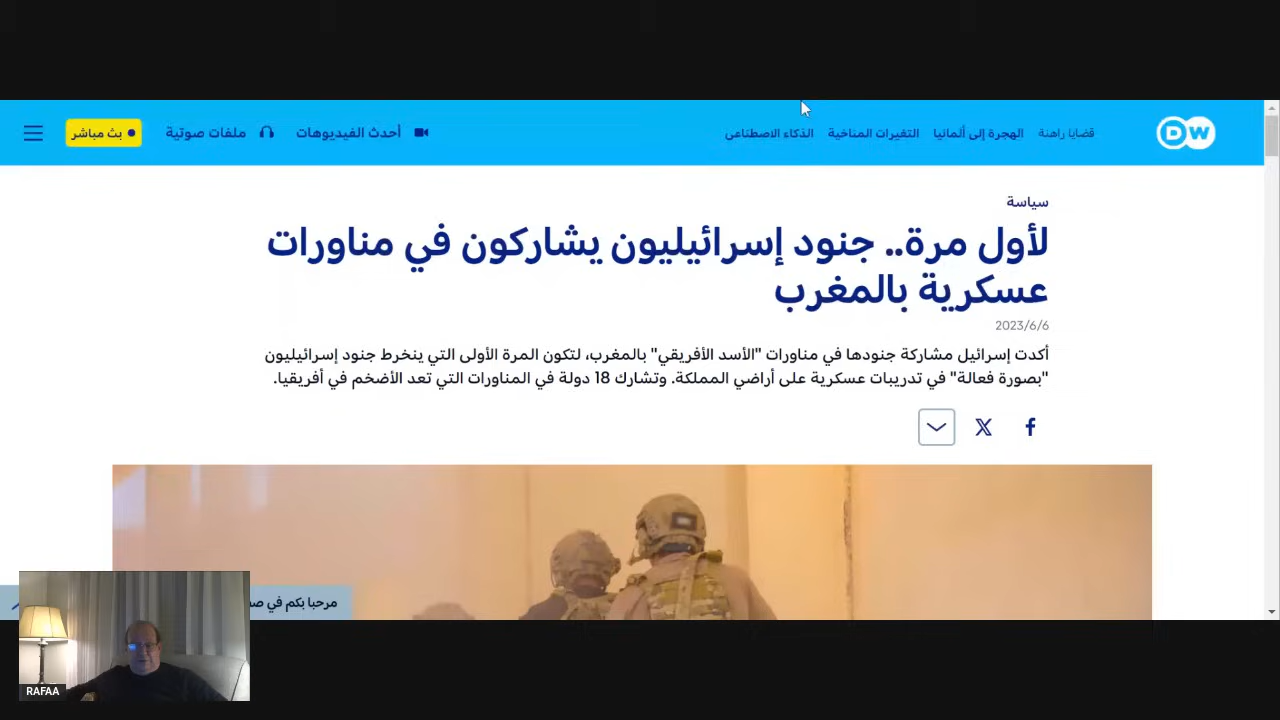 DW
قضايا راهنة
الهجرة إلى ألمانيا
التغيرات المناخية
الذكاء الاصطناعي
أحدث الفيديوهات
ملفات صوتية
بث مباشر
سياسة
لأول مرة.. جنود إسرائيليون يشاركون في مناورات
عسكرية بالمغرب
2023/6/6
أكدت إسرائيل مشاركة جنودها في مناورات "الأسد الأفريقي" بالمغرب، لتكون المرة الأولى التي ينخرط جنود إسرائيليون
"بصورة فعالة" في تدريبات عسكرية على أراضي المملكة. وتشارك 18 دولة في المناورات التي تعد الأضخم في أفريقيا.
مرحبا بكم في
RAFAA